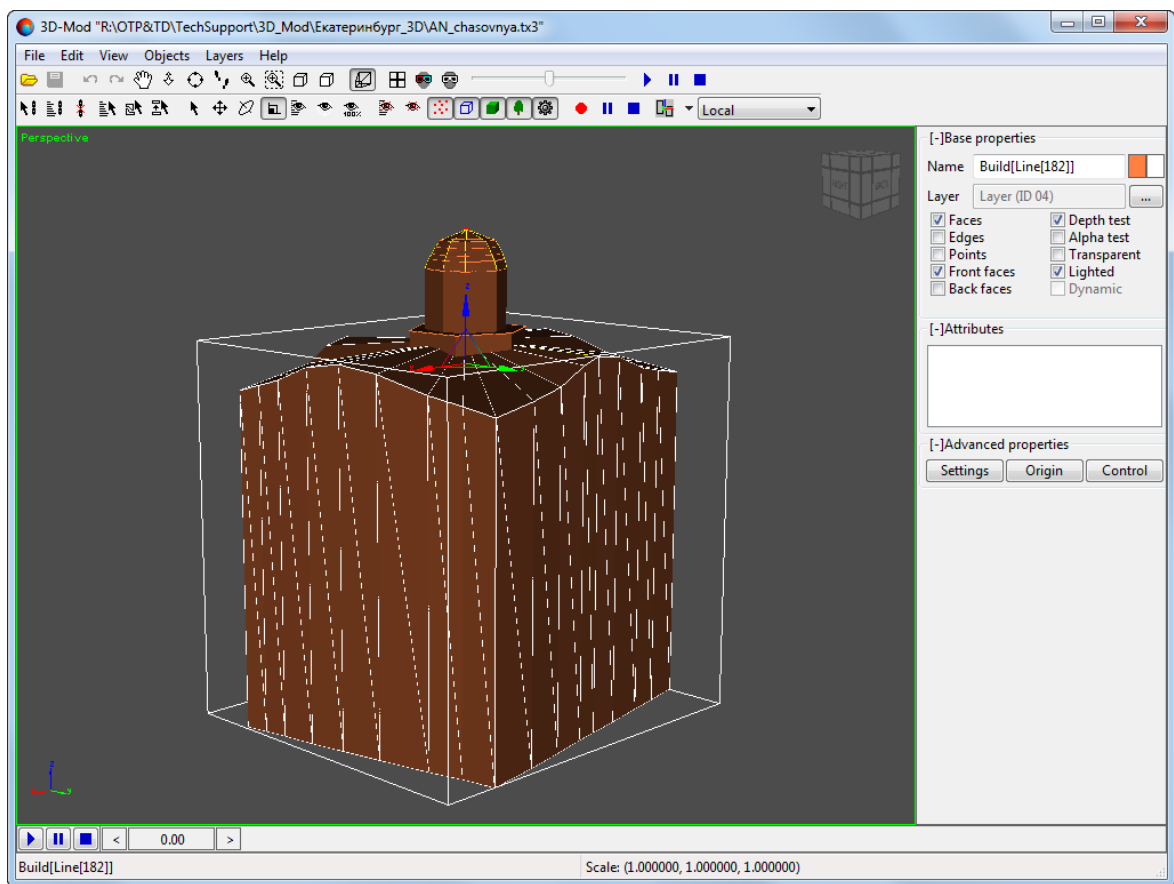 3D-Mod "R:\OTP&TD\TechSupport\3D_Mod\Екатеринбург_3D\AN_chasovnya.tx3"
File Edit View Objects Layers Help
100%
Local
Perspective
[-]Base properties
Name Build[Line[182]]
Layer Layer (ID 04) ...
Faces Depth test
Edges Alpha test
Points Transparent
Front faces Lighted
Back faces Dynamic
[-]Attributes
[-]Advanced properties
Settings Origin Control
z
z
y
< 0.00 >
Build[Line[182]] Scale: (1.000000, 1.000000, 1.000000)